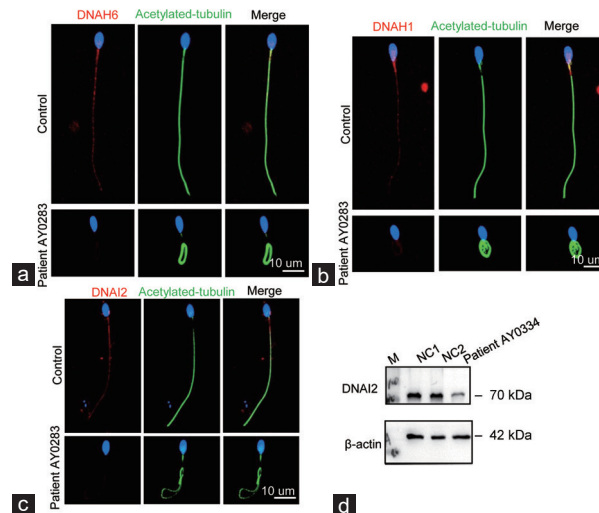 DNAH6 Acetylated-tubulin Merge
Control
Patient AY0283
10 um
a
DNAH1 Acetylated-tubulin Merge
Control
Patient AY0283
10 um
b
DNAI2 Acetylated-tubulin Merge
Control
Patient AY0283
10 um
c
M NC1 NC2 Patient AY0334
DNAI2 – 70 kDa
β-actin – 42 kDa
d